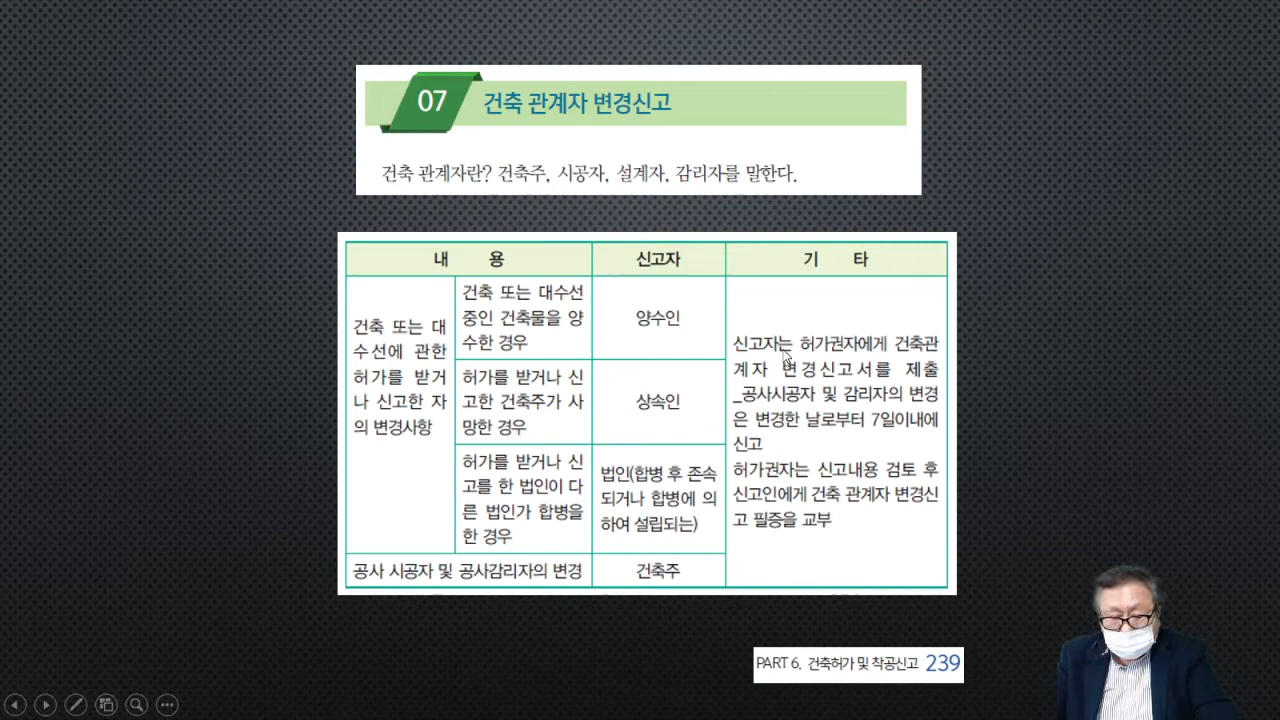 07 건축 관계자 변경신고
건축 관계자란? 건축주, 시공자, 설계자, 감리자를 말한다.
내 용
신고자
기 타
건축 또는 대
수선에 관한
허가를 받거
나 신고한 자
의 변경사항
건축 또는 대수선
중인 건축물을 양
수한 경우
양수인
허가를 받거나 신
고한 건축주가 사
망한 경우
상속인
허가를 받거나 신
고를 한 법인이 다
른 법인가 합병을
한 경우
법인(합병 후 존속
되거나 합병에 의
하여 설립되는)
신고자는 허가권자에게 건축관
계자 변경신고서를 제출
_공사시공자 및 감리자의 변경
은 변경한 날로부터 7일이내에
신고
허가권자는 신고내용 검토 후
신고인에게 건축 관계자 변경신
고 필증을 교부
공사 시공자 및 공사감리자의 변경
건축주
PART 6. 건축허가 및 착공신고 239